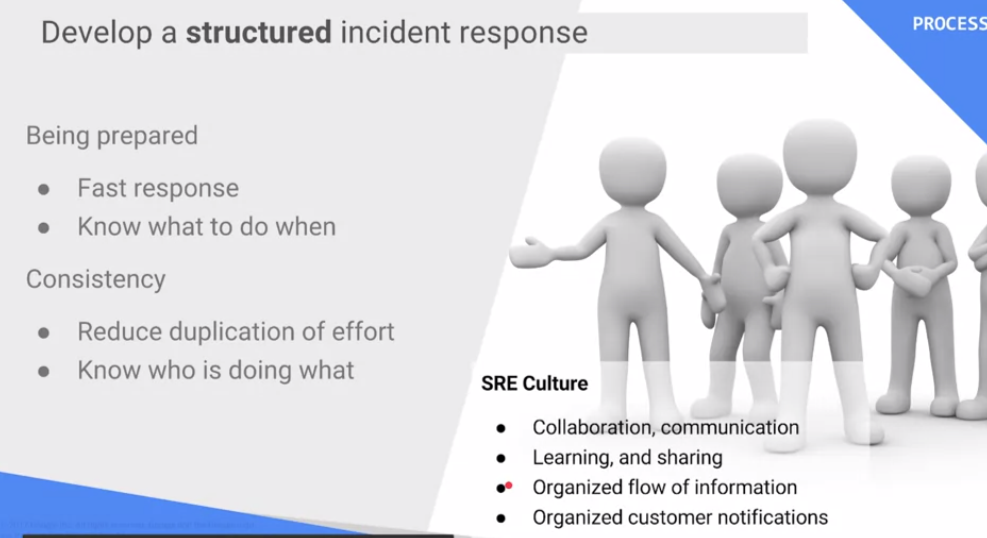 Develop a structured incident response
PROCESS
Being prepared
● Fast response
● Know what to do when
Consistency
● Reduce duplication of effort
● Know who is doing what
SRE Culture
● Collaboration, communication
● Learning, and sharing
● Organized flow of information
● Organized customer notifications